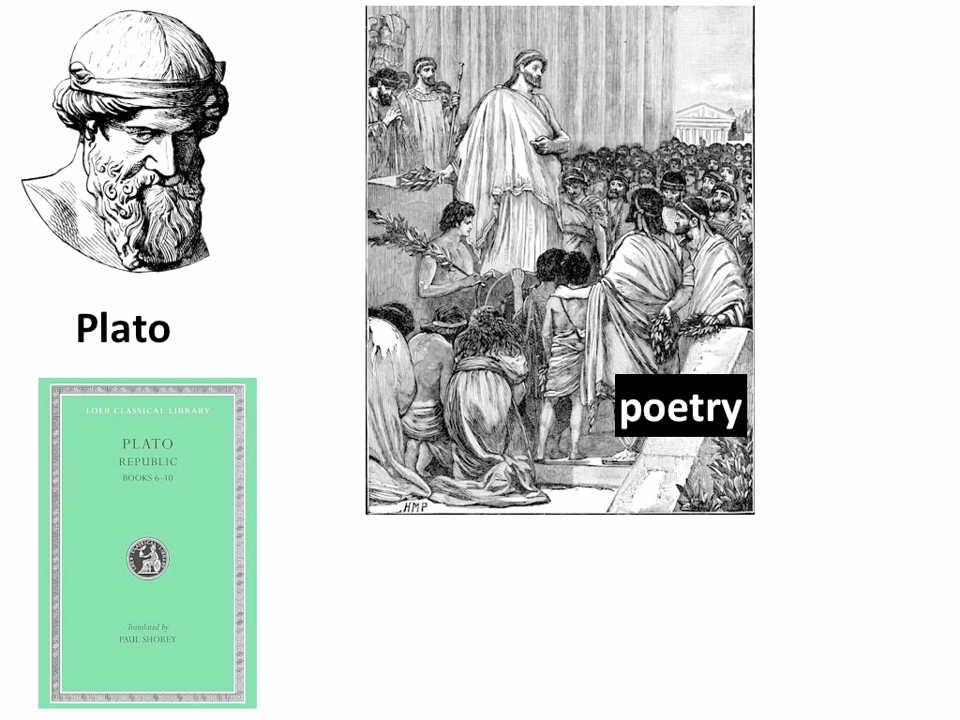 Plato
LOEB CLASSICAL LIBRARY
PLATO
REPUBLIC
BOOKS 6–10
Translated by
PAUL SHOREY
poetry
HMP